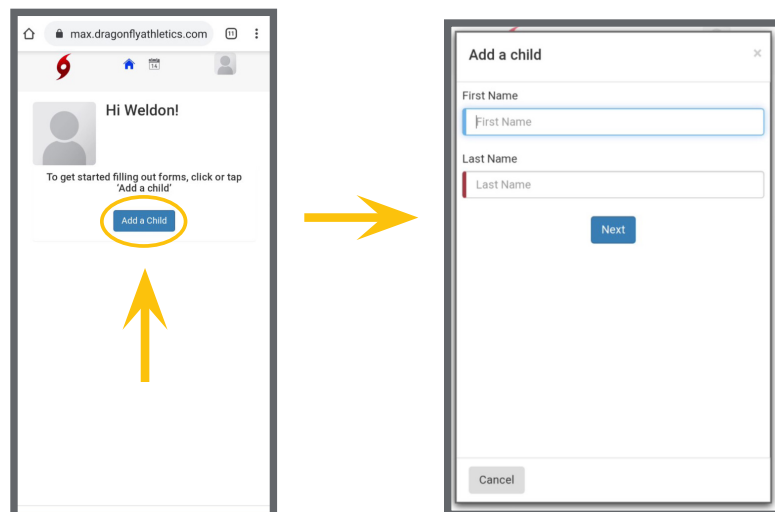 max.dragonflyathletics.com
11
14
Hi Weldon!
To get started filling out forms, click or tap
'Add a child'
Add a Child
Add a child
×
First Name
First Name
Last Name
Last Name
Next
Cancel